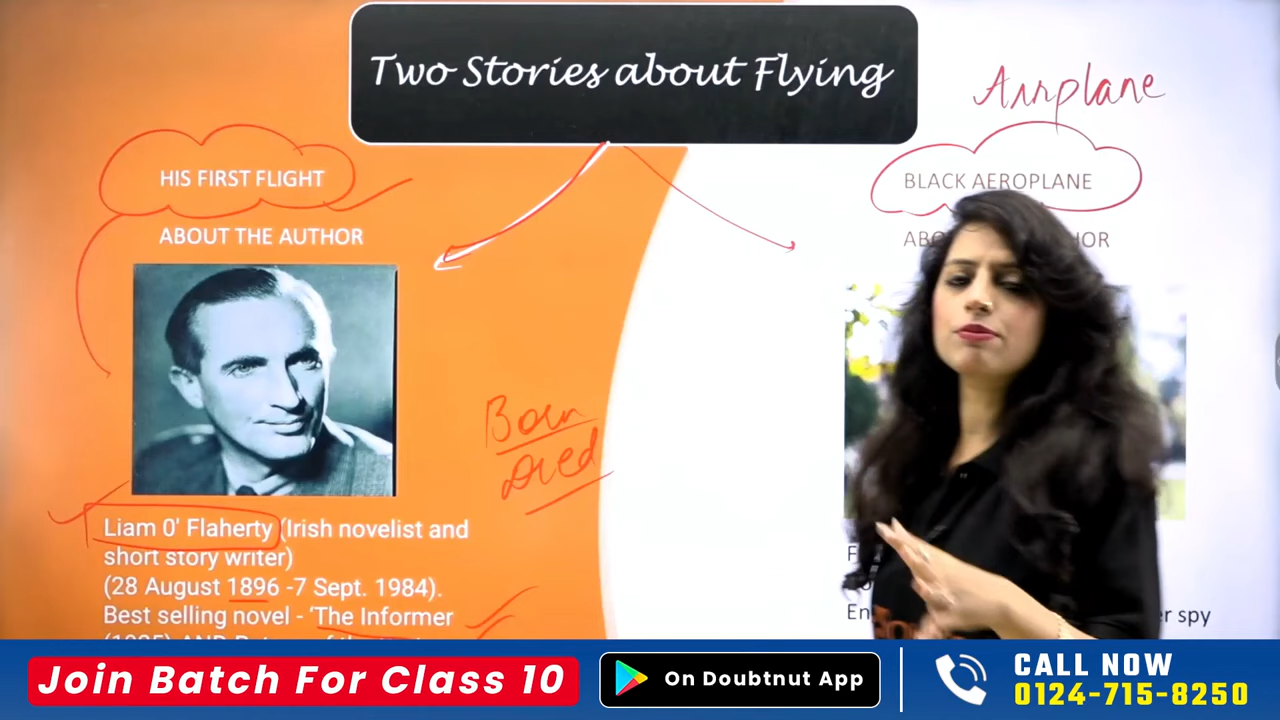 Two Stories about Flying
Airplane
HIS FIRST FLIGHT
ABOUT THE AUTHOR
Born
Died
Liam O' Flaherty (Irish novelist and
short story writer)
(28 August 1896 -7 Sept. 1984).
Best selling novel - ‘The Informer
BLACK AEROPLANE
spy
Join Batch For Class 10
On Doubtnut App
CALL NOW
0124-715-8250